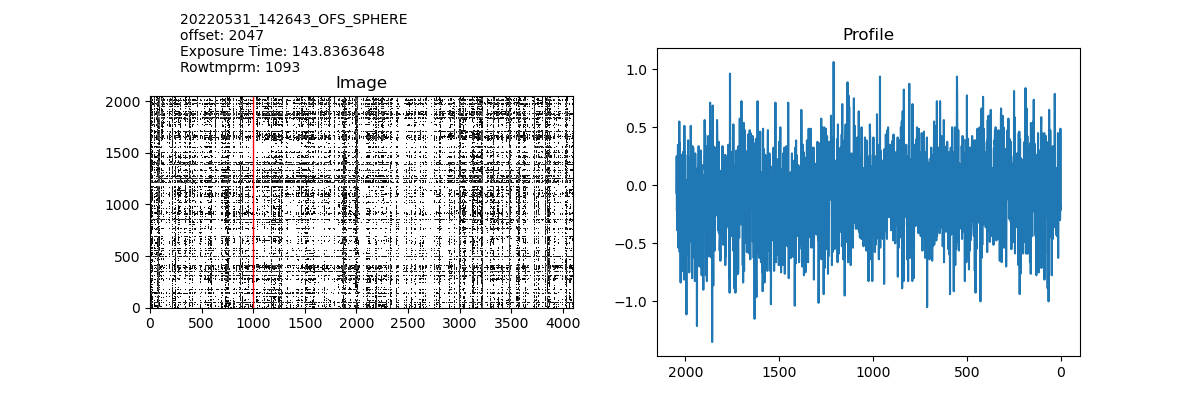 20220531_142643_OFS_SPHERE
offset: 2047
Exposure Time: 143.8363648
Rowtmprm: 1093
Image
2000
1500
1000
500
0
0 500 1000 1500 2000 2500 3000 3500 4000
Profile
1.0
0.5
0.0
−0.5
−1.0
2000 1500 1000 500 0